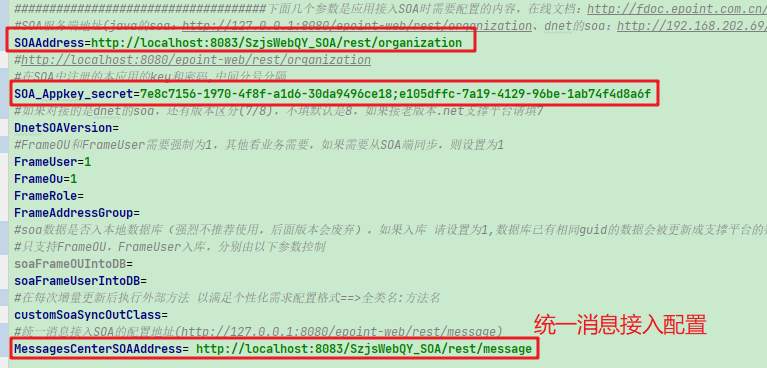 ####################################下面几个参数是应用接入SOA时需要配置的内容，在线文档：http://fdoc.epoint.com.cn/
#SOA服务端地址(java的soa：http://127.0.0.1:8080/epoint-web/rest/organization、dnet的soa：http://192.168.202.69/
SOAAddress=http://localhost:8083/SzjsWebQY_SOA/rest/organization
#http://localhost:8080/epoint-web/rest/organization
#在SOA中注册的本应用的key和密码,中间分号分隔
SOA_Appkey_secret=7e8c7156-1970-4f8f-a1d6-30da9496ce18;e105dffc-7a19-4129-96be-1ab74f4d8a6f
#如果对接的是dnet的soa，还有版本区分(7/8)，不填默认是8，如果接老版本.net支撑平台请填7
DnetSOAVersion=
#FrameOU和FrameUser需要强制为1，其他看业务需要，如果需要从SOA端同步，则设置为1
FrameUser=1
FrameOu=1
FrameRole=
FrameAddressGroup=
#soa数据是否入本地数据库（强烈不推荐使用，后面版本会废弃），如果入库 请设置为1,数据库已有相同guid的数据会被更新成支撑平台的
#只支持FrameOU，FrameUser入库，分别由以下参数控制
soaFrameOUIntoDB=
soaFrameUserIntoDB=
#在每次增量更新后执行外部方法 以满足个性化需求配置格式==>全类名:方法名
customSoaSyncOutClass=
#统一消息接入SOA的配置地址(http://127.0.0.1:8080/epoint-web/rest/message)
统一消息接入配置
MessagesCenterSOAAddress= http://localhost:8083/SzjsWebQY_SOA/rest/message